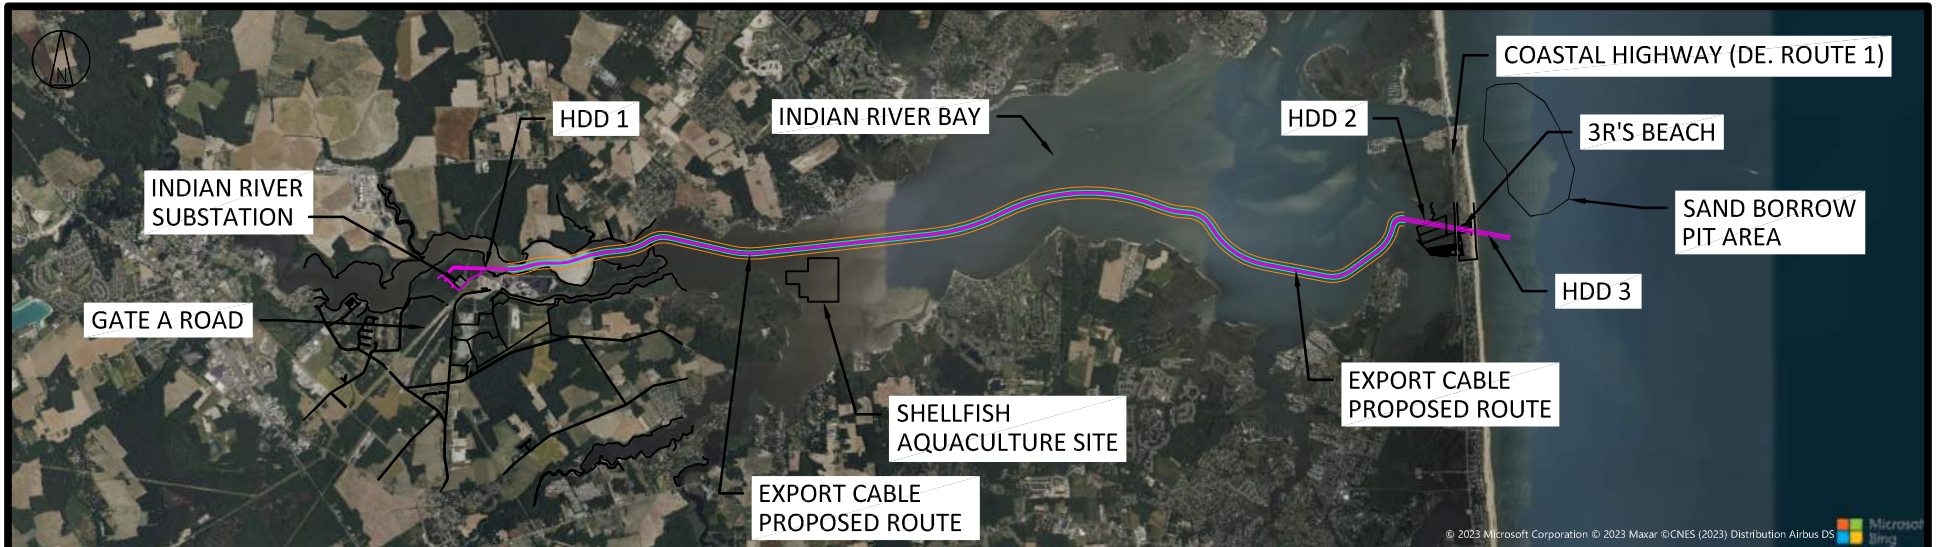 N
COASTAL HIGHWAY (DE. ROUTE 1)
HDD 1
INDIAN RIVER BAY
HDD 2
3R'S BEACH
INDIAN RIVER
SUBSTATION
SAND BORROW
PIT AREA
HDD 3
GATE A ROAD
EXPORT CABLE
PROPOSED ROUTE
SHELLFISH
AQUACULTURE SITE
EXPORT CABLE
PROPOSED ROUTE
© 2023 Microsoft Corporation © 2023 Maxar ©CNES (2023) Distribution Airbus DS
Microsoft
Bing